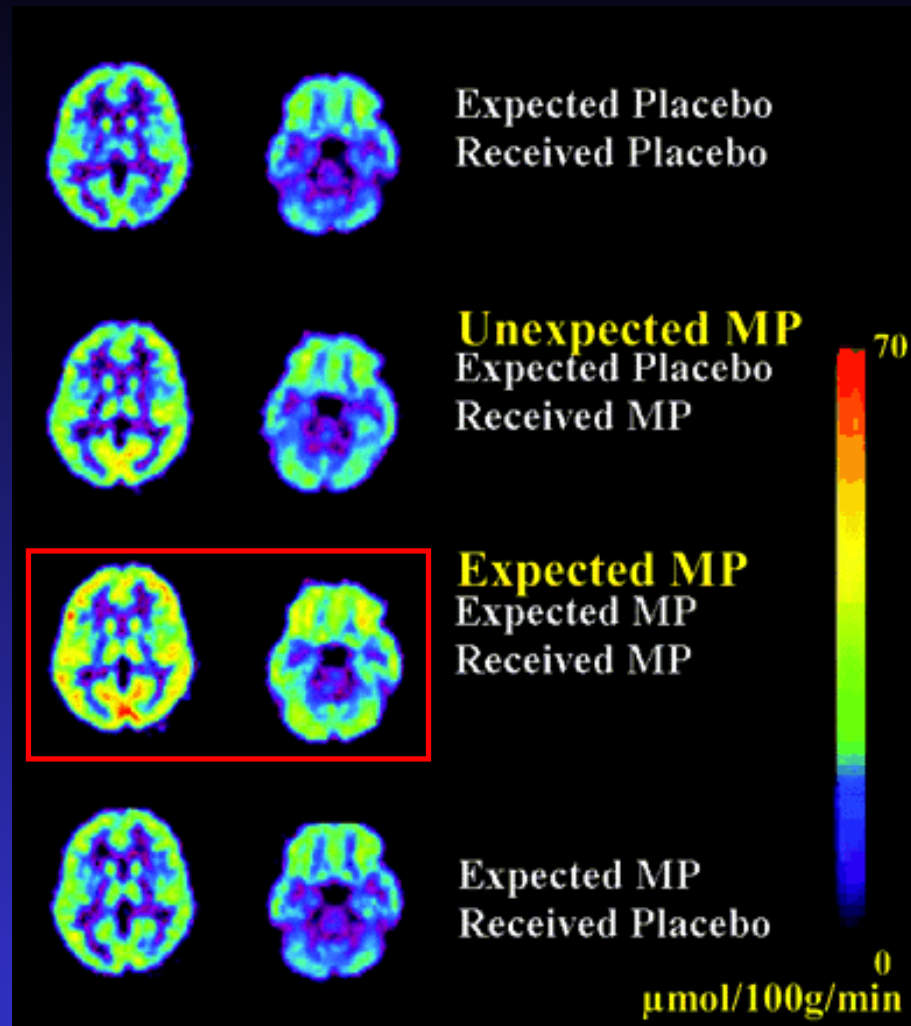 Expected Placebo
Received Placebo
Unexpected MP
Expected Placebo
Received MP
70
Expected MP
Expected MP
Received MP
Expected MP
Received Placebo
0
µmol/100g/min